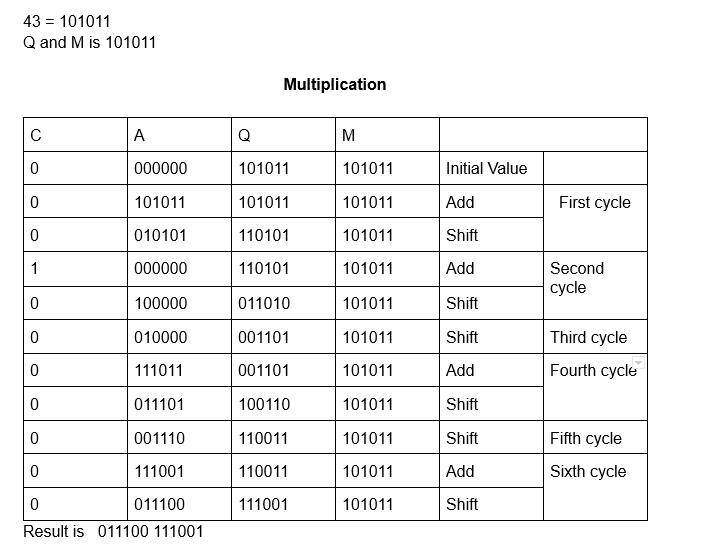 43 = 101011
Q and M is 101011
Multiplication
C A Q M
0 000000 101011 101011 Initial Value
0 101011 101011 101011 Add First cycle
0 010101 110101 101011 Shift
1 000000 110101 101011 Add Second cycle
0 100000 011010 101011 Shift
0 010000 001101 101011 Shift Third cycle
0 111011 001101 101011 Add Fourth cycle
0 011101 100110 101011 Shift
0 001110 110011 101011 Shift Fifth cycle
0 111001 110011 101011 Add Sixth cycle
0 011100 111001 101011 Shift
Result is 011100 111001